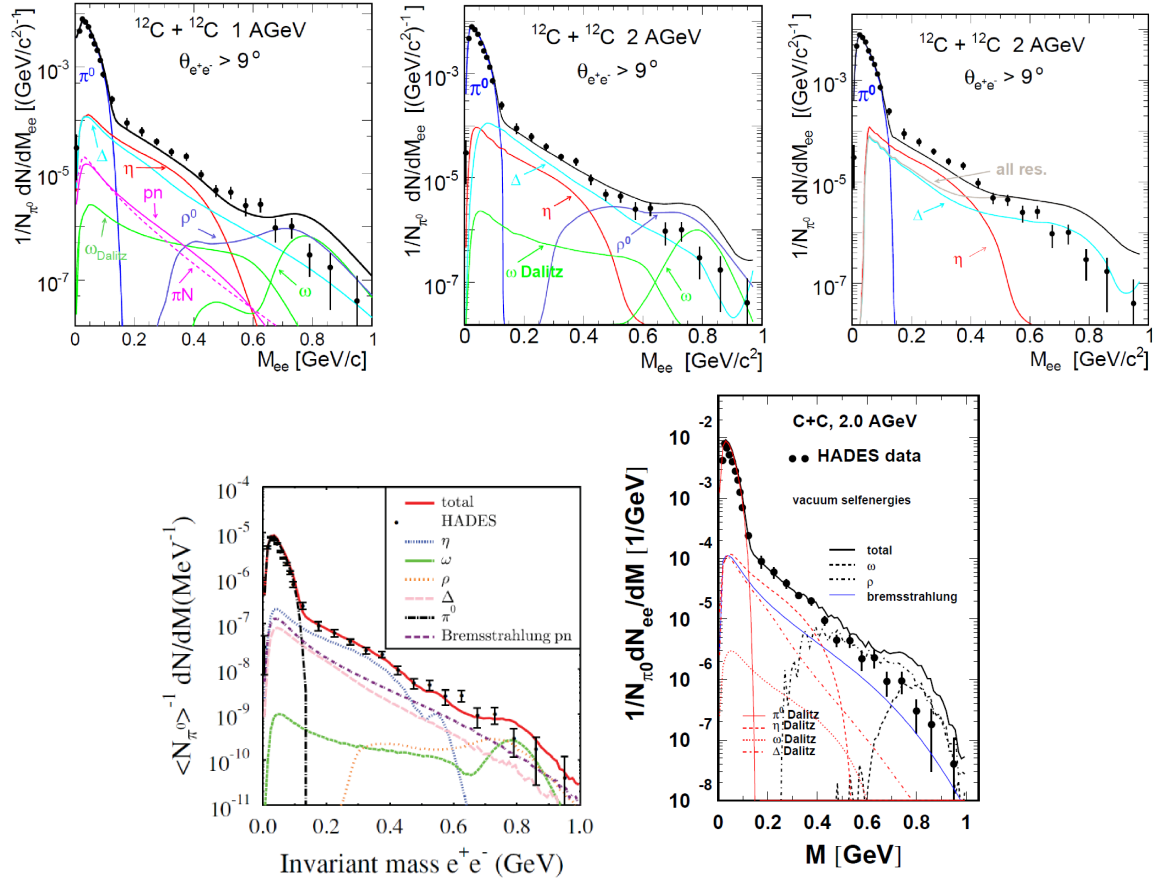 ¹²C + ¹²C 1 AGeV
θe⁺e⁻ > 9°
1/Nπ⁰ dN/dMee [(GeV/c²)⁻¹]
10⁻³
10⁻⁵
10⁻⁷
π⁰
Δ
η
pn
ρ⁰
ωDalitz
πN
ω
0 0.2 0.4 0.6 0.8 1
Mee [GeV/c]
¹²C + ¹²C 2 AGeV
θe⁺e⁻ > 9°
1/Nπ⁰ dN/dMee [(GeV/c²)⁻¹]
10⁻³
10⁻⁵
10⁻⁷
π⁰
Δ
η
ρ⁰
ω Dalitz
ω
0 0.2 0.4 0.6 0.8 1
Mee [GeV/c²]
¹²C + ¹²C 2 AGeV
θe⁺e⁻ > 9°
1/Nπ⁰ dN/dMee [(GeV/c²)⁻¹]
10⁻³
10⁻⁵
10⁻⁷
π⁰
all res.
Δ
η
0 0.2 0.4 0.6 0.8 1
Mee [GeV/c²]
<Nπ⁰>⁻¹ dN/dM(MeV⁻¹)
10⁻⁴
10⁻⁵
10⁻⁶
10⁻⁷
10⁻⁸
10⁻⁹
10⁻¹⁰
10⁻¹¹
total
HADES
η
ω
ρ
Δ
π⁰
Bremsstrahlung pn
0.0 0.2 0.4 0.6 0.8 1.0
Invariant mass e⁺e⁻ (GeV)
C+C, 2.0 AGeV
HADES data
vacuum selfenergies
total
ω
ρ
bremsstrahlung
1/Nπ0 dNee/dM [1/GeV]
10⁻²
10⁻³
10⁻⁴
10⁻⁵
10⁻⁶
10⁻⁷
10⁻⁸
π⁰ Dalitz
η Dalitz
ω Dalitz
Δ Dalitz
0 0.2 0.4 0.6 0.8 1
M [GeV]